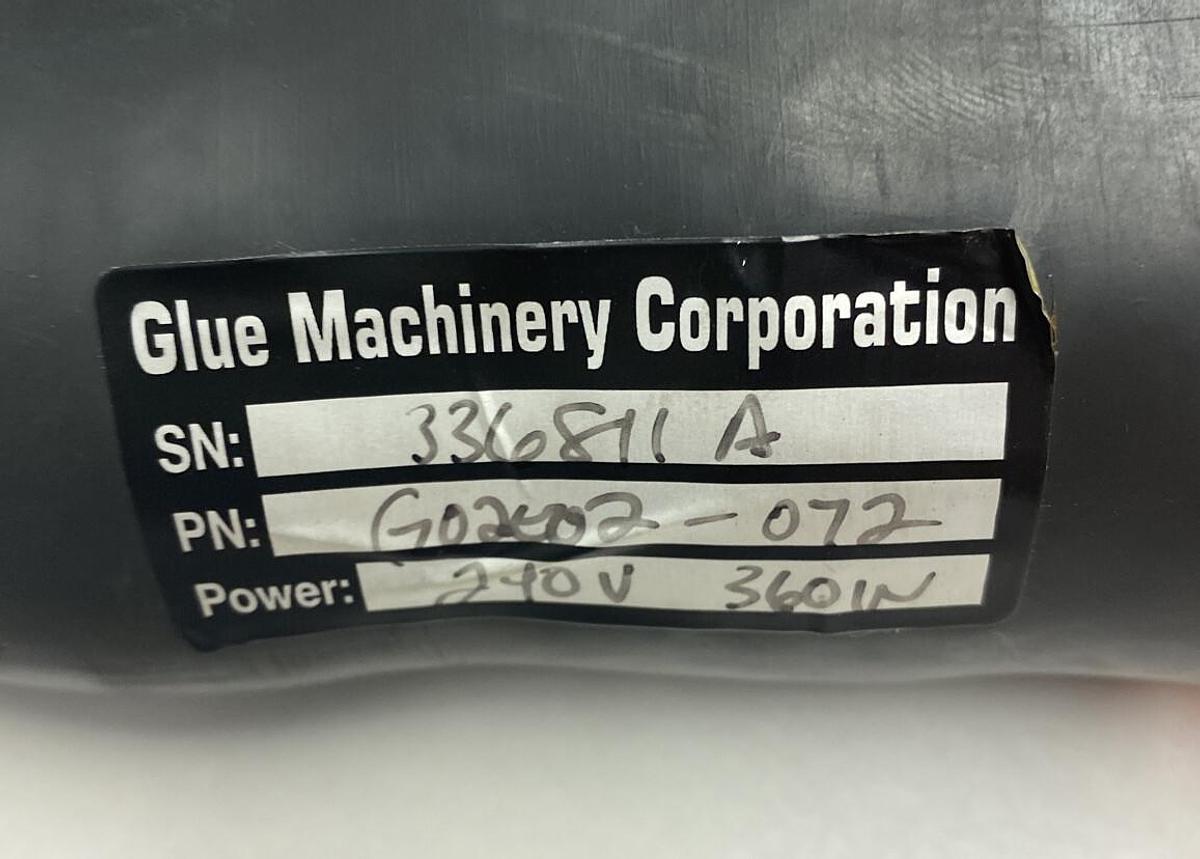 Glue Machinery Corporation
SN: 336811 A
PN: G02402-072
Power: 240V 360W